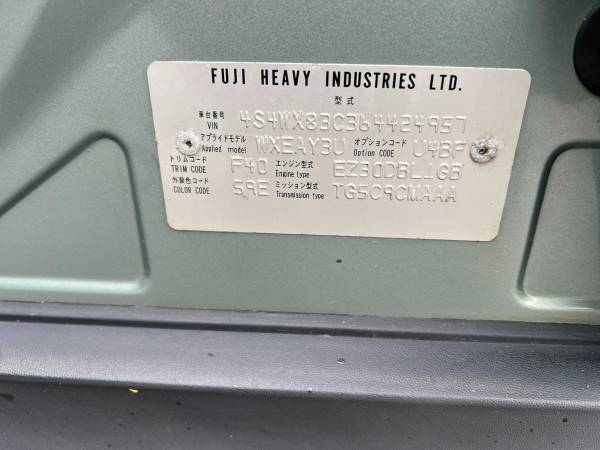 FUJI HEAVY INDUSTRIES LTD.
型式
車台番号 VIN 4S4WX83C364424957
アプライドモデル Applied model WXEAY3U オプションコード Option CODE U4BF
トリムコード TRIM CODE F40 エンジン型式 Engine type EZ30DBL1GB
外装色コード COLOR CODE 59E ミッション型式 Transmission type TG5C9CMAAA